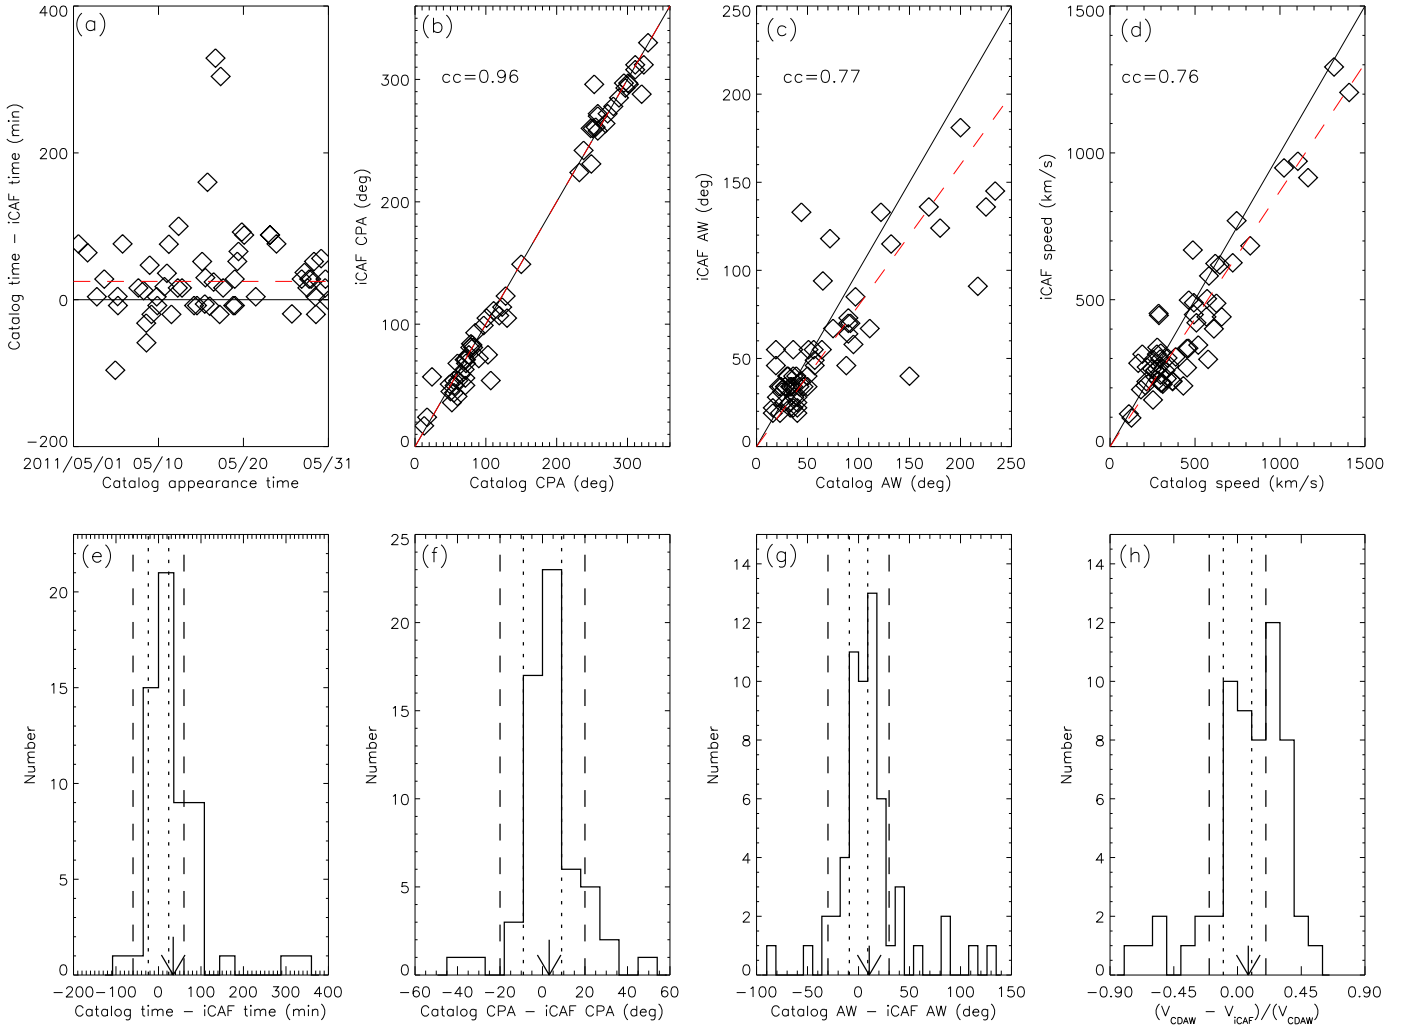 (a)
400
200
0
−200
Catalog time − iCAF time (min)
2011/05/01 05/10 05/20 05/31
Catalog appearance time
(b)
cc=0.96
300
200
100
0
iCAF CPA (deg)
0 100 200 300
Catalog CPA (deg)
(c)
cc=0.77
250
200
150
100
50
0
iCAF AW (deg)
0 50 100 150 200 250
Catalog AW (deg)
(d)
cc=0.76
1500
1000
500
0
iCAF speed (km/s)
0 500 1000 1500
Catalog speed (km/s)
(e)
20
15
10
5
0
Number
−200 −100 0 100 200 300 400
Catalog time − iCAF time (min)
(f)
25
20
15
10
5
0
Number
−60 −40 −20 0 20 40 60
Catalog CPA − iCAF CPA (deg)
(g)
14
12
10
8
6
4
2
0
Number
−100 −50 0 50 100 150
Catalog AW − iCAF AW (deg)
(h)
14
12
10
8
6
4
2
0
Number
−0.90 −0.45 0.00 0.45 0.90
(V_CDAW − V_iCAF)/(V_CDAW)